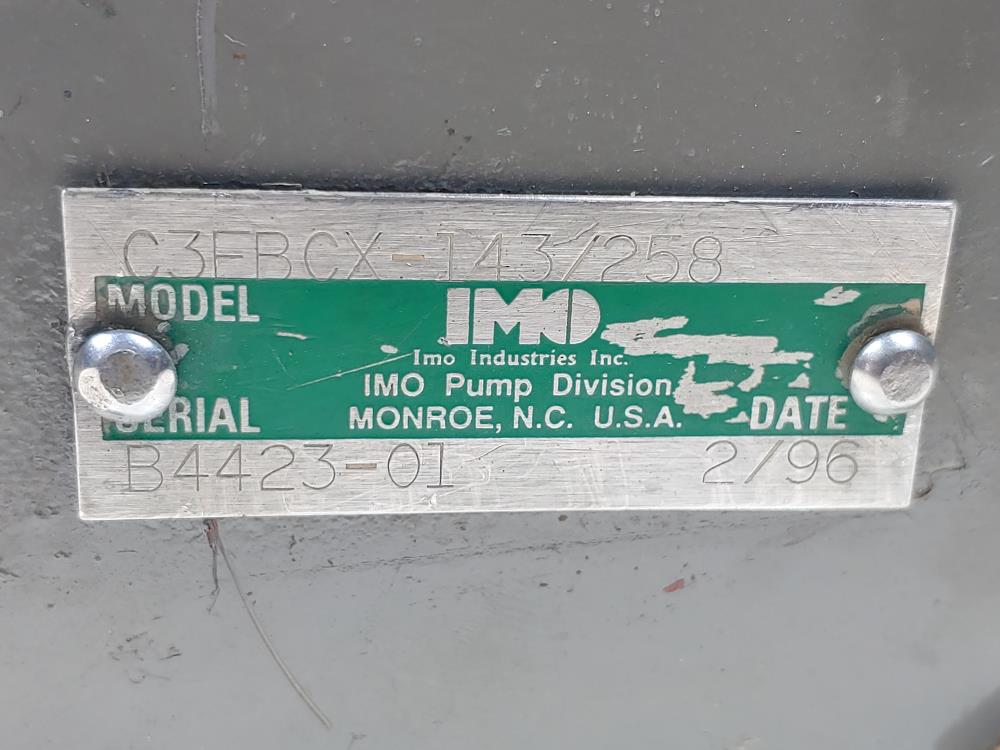 C3EBCX-143/258
MODEL
IMO
Imo Industries Inc.
IMO Pump Division
MONROE, N.C. U.S.A.
SERIAL
DATE
B4423-01
2/96